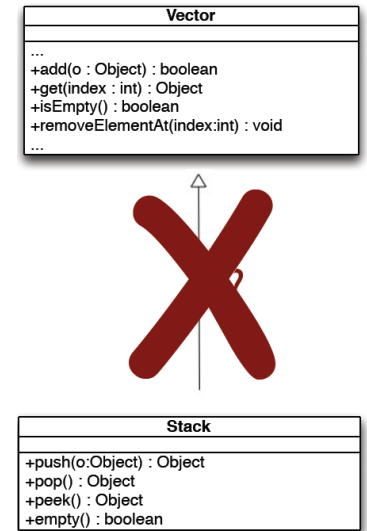 Vector
...
+add(o : Object) : boolean
+get(index : int) : Object
+isEmpty() : boolean
+removeElementAt(index:int) : void
...
Stack
+push(o:Object) : Object
+pop() : Object
+peek() : Object
+empty() : boolean